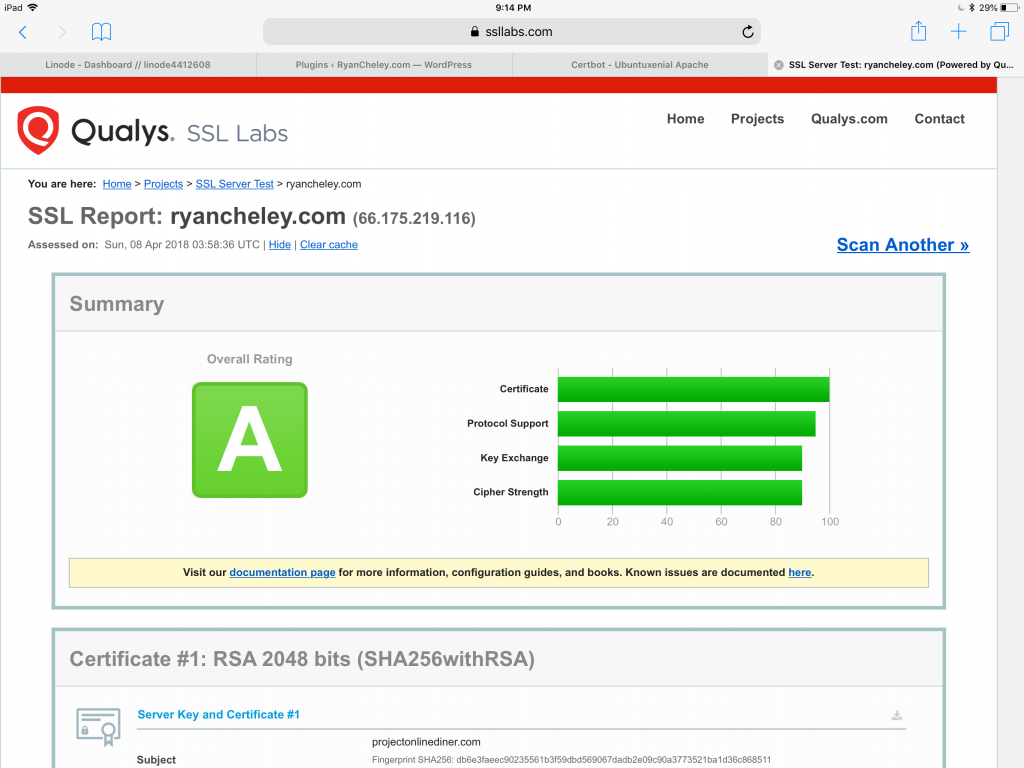 iPad 9:14 PM 29%
ssllabs.com
Linode - Dashboard // linode4412608 Plugins ‹ RyanCheley.com — WordPress Certbot - Ubuntuxenial Apache SSL Server Test: ryancheley.com (Powered by Qu...
Home Projects Qualys.com Contact
Qualys. SSL Labs
You are here: Home > Projects > SSL Server Test > ryancheley.com
SSL Report: ryancheley.com (66.175.219.116)
Assessed on: Sun, 08 Apr 2018 03:58:36 UTC | Hide | Clear cache
Scan Another »
Summary
Overall Rating
A
Certificate
Protocol Support
Key Exchange
Cipher Strength
0 20 40 60 80 100
Visit our documentation page for more information, configuration guides, and books. Known issues are documented here.
Certificate #1: RSA 2048 bits (SHA256withRSA)
Server Key and Certificate #1
projectonlinediner.com
Subject
Fingerprint SHA256: db6e3faeec90235561b3f59dbd569067dadb2e09c90a3773521ba1d36c868511